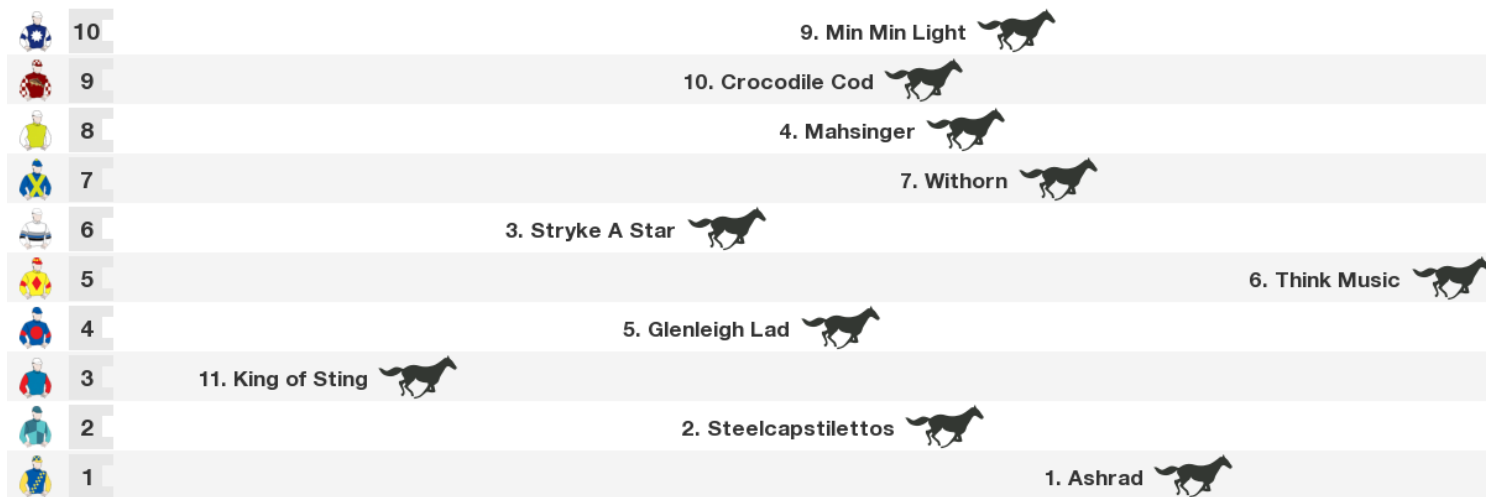 10 9. Min Min Light
9 10. Crocodile Cod
8 4. Mahsinger
7 7. Withorn
6 3. Stryke A Star
5 6. Think Music
4 5. Glenleigh Lad
3 11. King of Sting
2 2. Steelcapstilettos
1 1. Ashrad